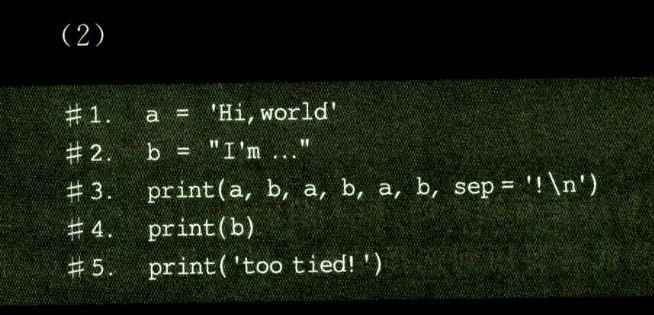 (2)
#1. a = 'Hi,world'
#2. b = "I'm ..."
#3. print(a, b, a, b, a, b, sep = '!\n')
#4. print(b)
#5. print('too tied!')